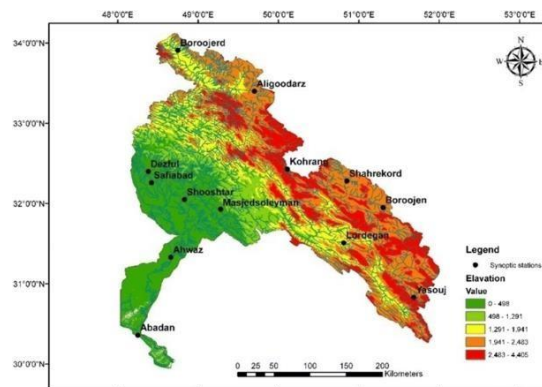 48°0'0"N 49°0'0"N 50°0'0"N 51°0'0"N 52°0'0"N 53°0'0"N
34°0'0"N
33°0'0"N
32°0'0"N
31°0'0"N
30°0'0"N
N
W E
S
Boroojerd
Aligoodarz
Dezful
Safiabad
Kohrang
Shahrekord
Shooshtar
Masjedsoleyman
Boroojen
Lordegan
Ahwaz
Yasouj
Abadan
Legend
Synoptic stations
Elavation
Value
0 - 498
498 - 1,291
1,291 - 1,941
1,941 - 2,483
2,483 - 4,405
0 25 50 100 150 200
Kilometers